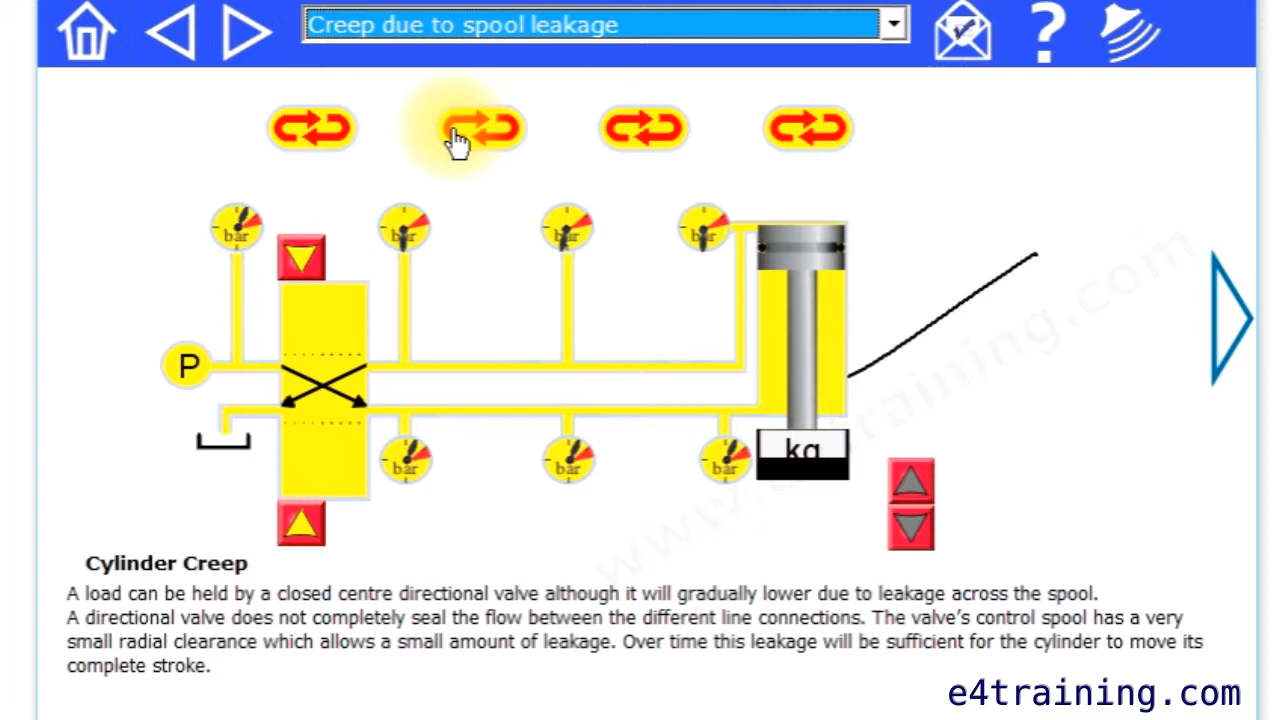 Creep due to spool leakage
?
bar
bar
bar
bar
P
bar
bar
bar
kg
www.e4training.com
Cylinder Creep
A load can be held by a closed centre directional valve although it will gradually lower due to leakage across the spool.
A directional valve does not completely seal the flow between the different line connections. The valve's control spool has a very
small radial clearance which allows a small amount of leakage. Over time this leakage will be sufficient for the cylinder to move its
complete stroke.
e4training.com